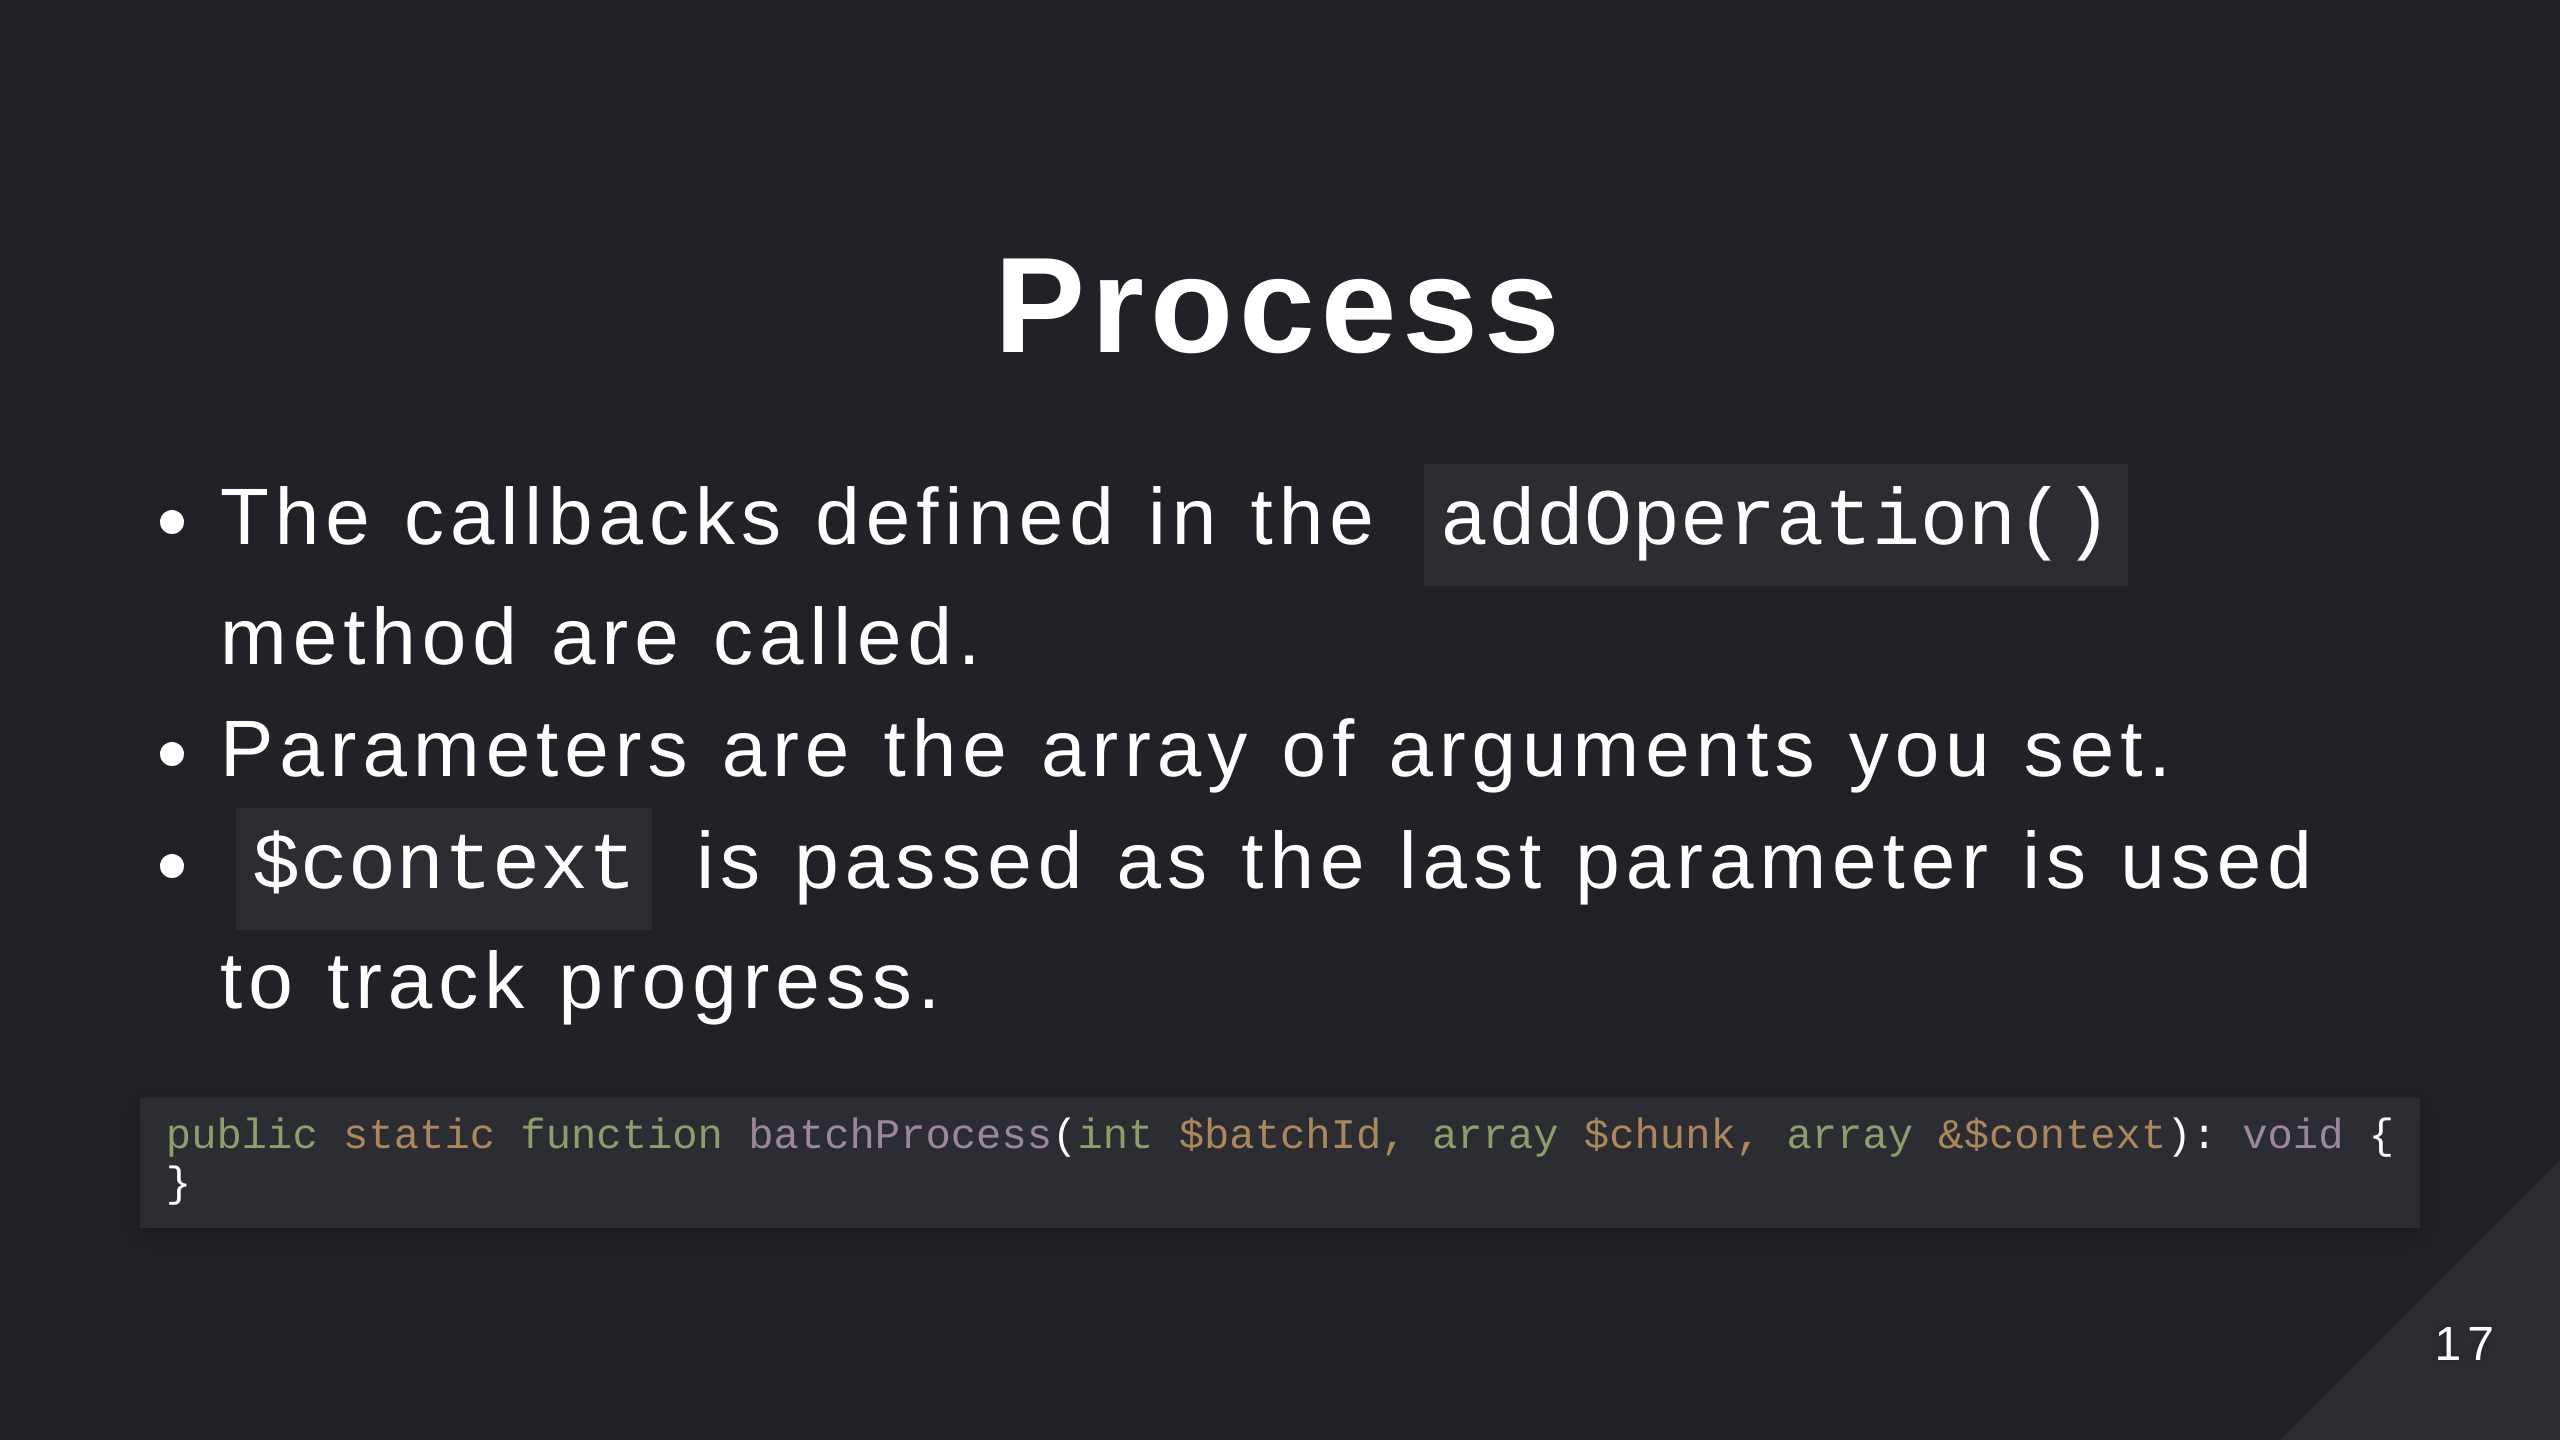 Process
• The callbacks defined in the addOperation()
method are called.
• Parameters are the array of arguments you set.
• $context is passed as the last parameter is used
to track progress.
public static function batchProcess(int $batchId, array $chunk, array &$context): void {
}
17